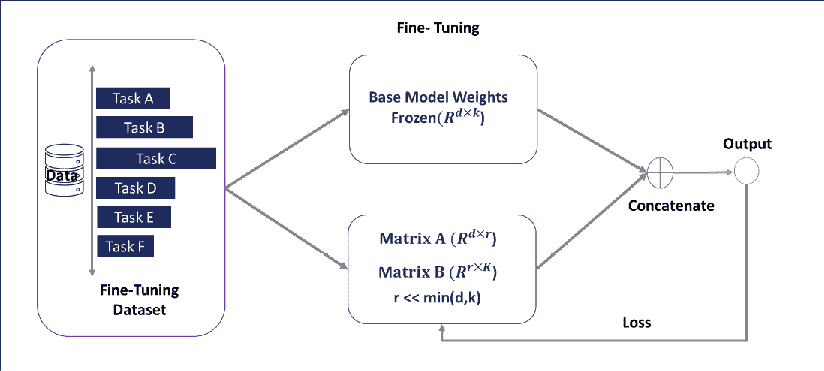 Fine- Tuning
Task A
Task B
Task C
Task D
Task E
Task F
Data
Fine-Tuning
Dataset
Base Model Weights
Frozen(R^{d×k})
Matrix A (R^{d×r})
Matrix B (R^{r×K})
r << min(d,k)
Concatenate
Output
Loss